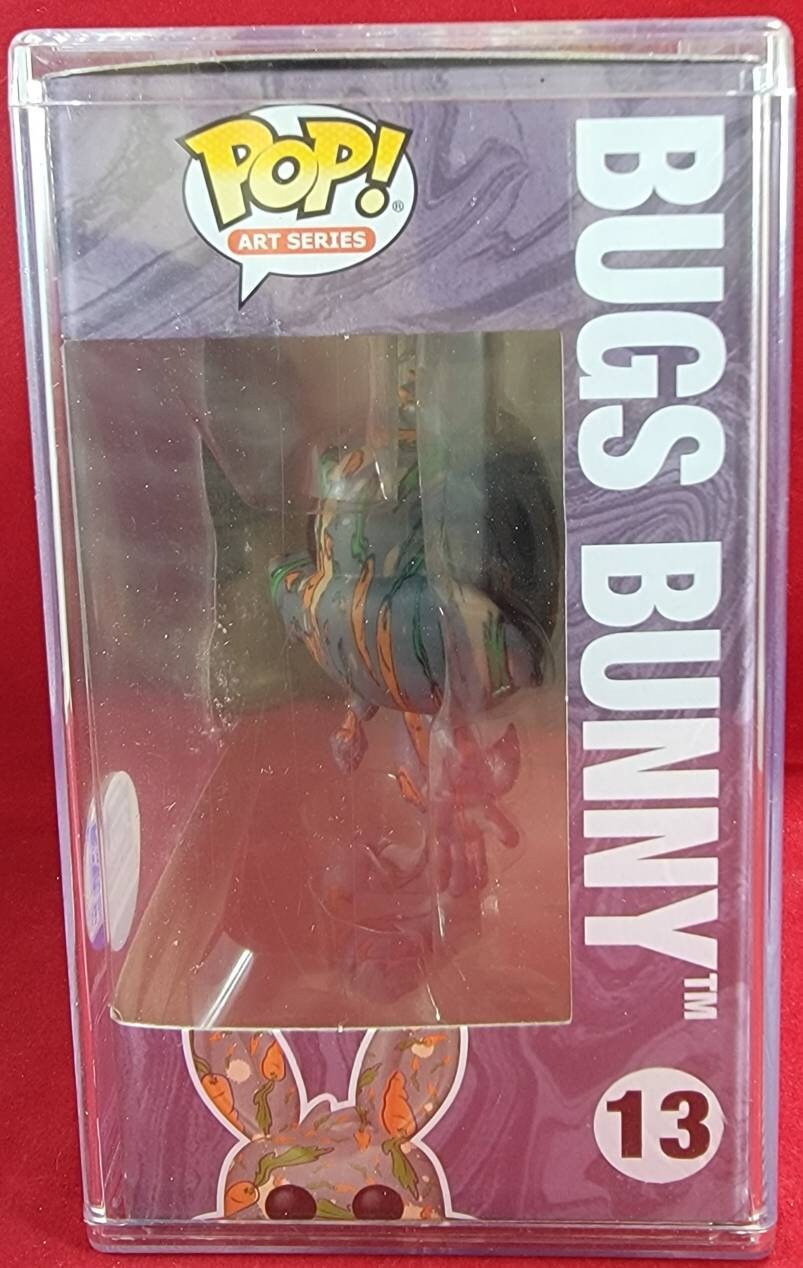 POP!®
ART SERIES
BUGS BUNNY™
13